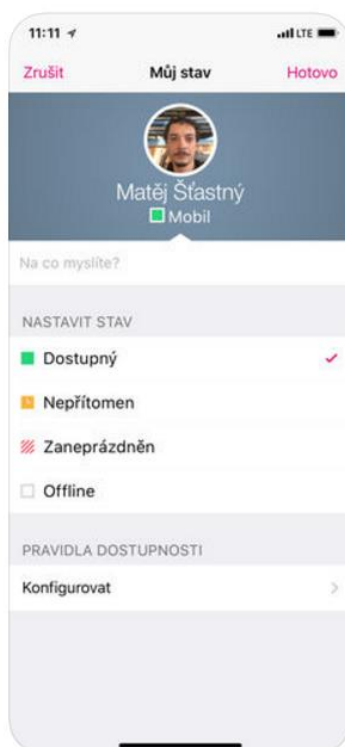 11:11
LTE
Zrušit Můj stav Hotovo
Matěj Šťastný
Mobil
Na co myslíte?
NASTAVIT STAV
Dostupný
Nepřítomen
Zaneprázdněn
Offline
PRAVIDLA DOSTUPNOSTI
Konfigurovat